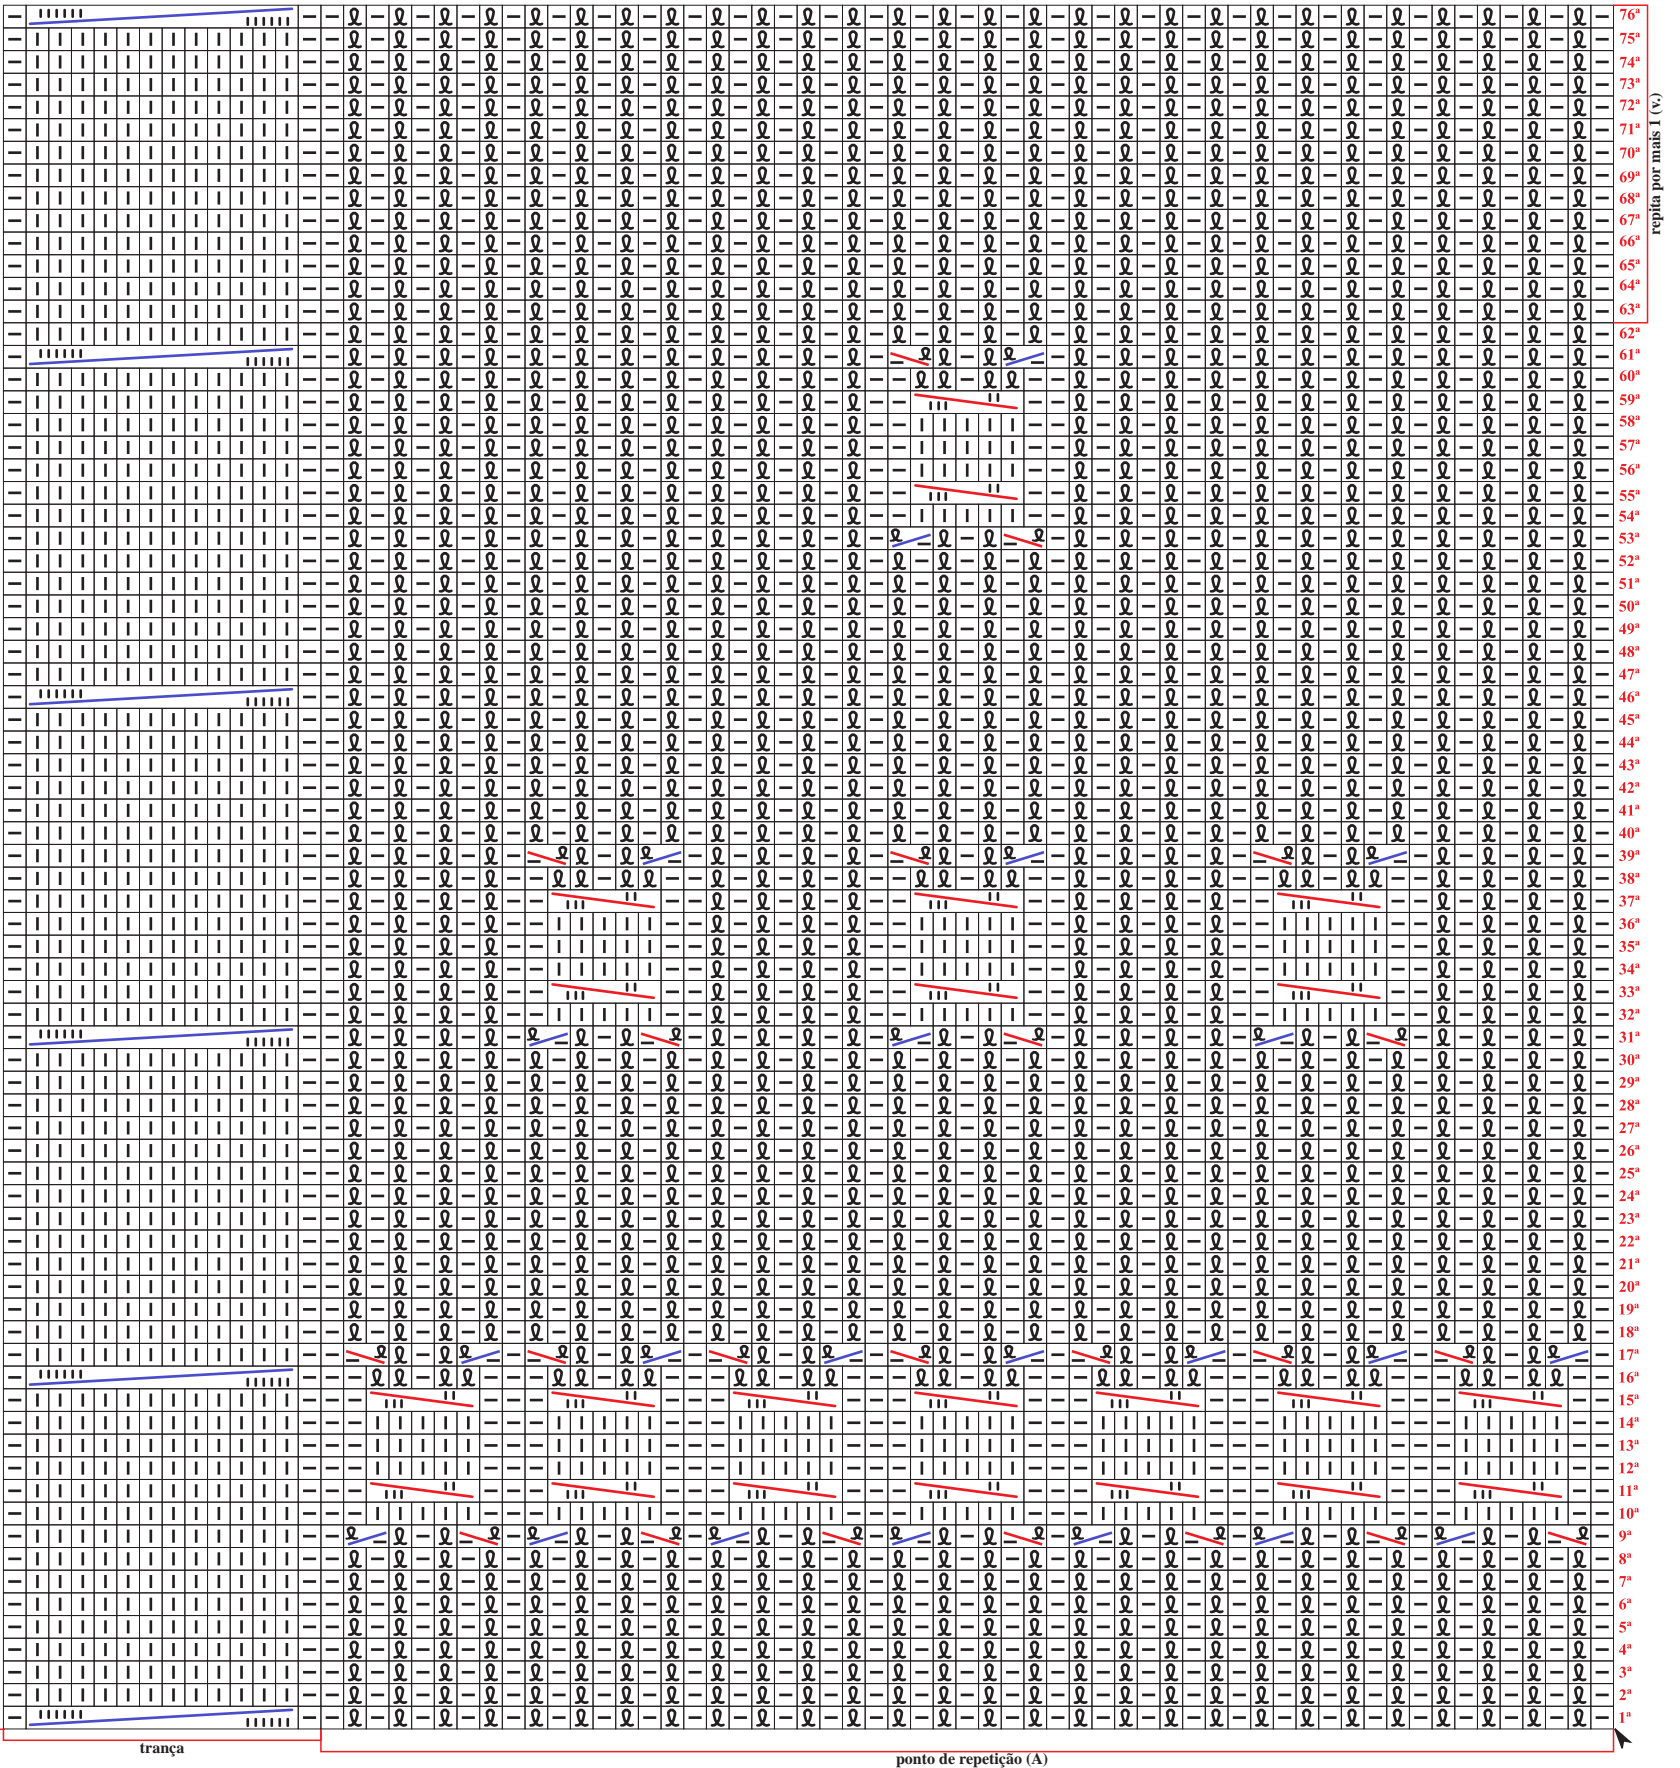 76ª
75ª
74ª
73ª
72ª
71ª
70ª
69ª
68ª
67ª
66ª
65ª
64ª
63ª
repita por mais 1 (v.)
62ª
61ª
60ª
59ª
58ª
57ª
56ª
55ª
54ª
53ª
52ª
51ª
50ª
49ª
48ª
47ª
46ª
45ª
44ª
43ª
42ª
41ª
40ª
39ª
38ª
37ª
36ª
35ª
34ª
33ª
32ª
31ª
30ª
29ª
28ª
27ª
26ª
25ª
24ª
23ª
22ª
21ª
20ª
19ª
18ª
17ª
16ª
15ª
14ª
13ª
12ª
11ª
10ª
9ª
8ª
7ª
6ª
5ª
4ª
3ª
2ª
1ª
trança
ponto de repetição (A)